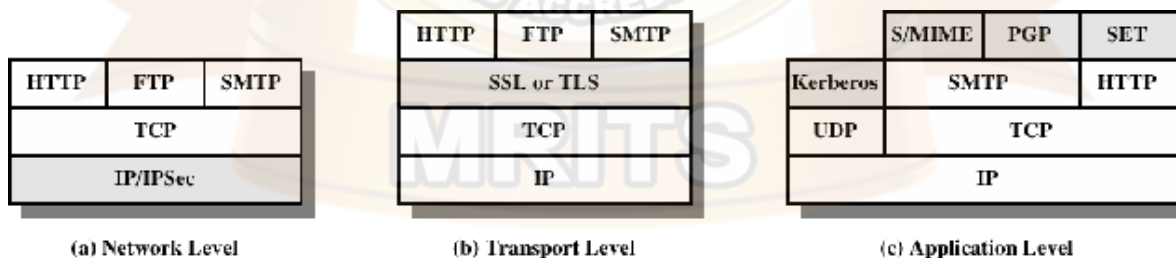 ACCRED
HTTP FTP SMTP
TCP
IP/IPSec
(a) Network Level
HTTP FTP SMTP
SSL or TLS
TCP
IP
MRITS
(b) Transport Level
S/MIME PGP SET
Kerberos SMTP HTTP
UDP TCP
IP
(c) Application Level